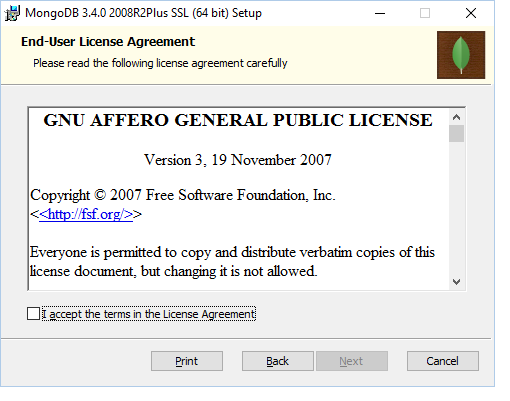 MongoDB 3.4.0 2008R2Plus SSL (64 bit) Setup
End-User License Agreement
Please read the following license agreement carefully
GNU AFFERO GENERAL PUBLIC LICENSE
Version 3, 19 November 2007
Copyright © 2007 Free Software Foundation, Inc.
<<http://fsf.org/>>
Everyone is permitted to copy and distribute verbatim copies of this
license document, but changing it is not allowed.
I accept the terms in the License Agreement
Print Back Next Cancel